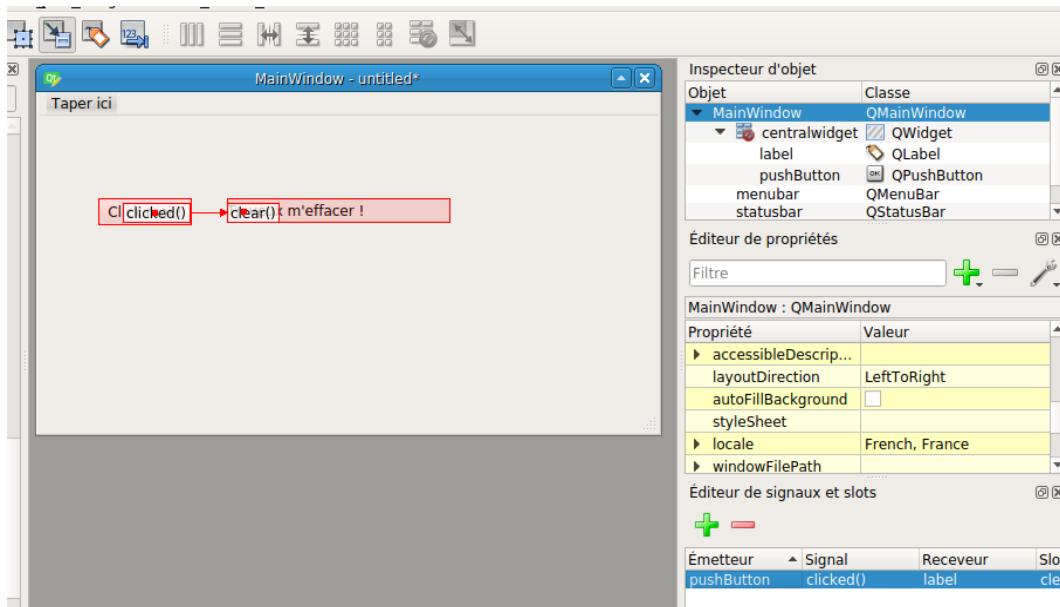 MainWindow - untitled*
Taper ici
clicked()
clear()
m'effacer !
Inspecteur d'objet
Objet Classe
MainWindow QMainWindow
centralwidget QWidget
label QLabel
pushButton QPushButton
menubar QMenuBar
statusbar QStatusBar
Éditeur de propriétés
Filtre
MainWindow : QMainWindow
Propriété Valeur
accessibleDescrip...
layoutDirection LeftToRight
autoFillBackground
styleSheet
locale French, France
windowFilePath
Éditeur de signaux et slots
Émetteur Signal Receveur Slo
pushButton clicked() label cle